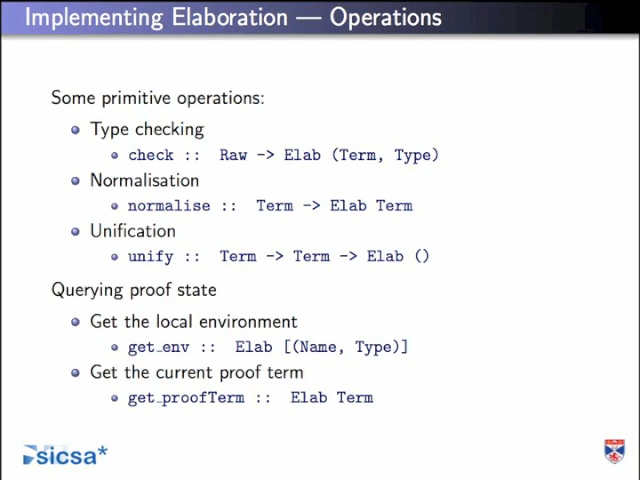 Implementing Elaboration — Operations
Some primitive operations:
Type checking
check :: Raw -> Elab (Term, Type)
Normalisation
normalise :: Term -> Elab Term
Unification
unify :: Term -> Term -> Elab ()
Querying proof state
Get the local environment
get_env :: Elab [(Name, Type)]
Get the current proof term
get_proofTerm :: Elab Term
sicsa*